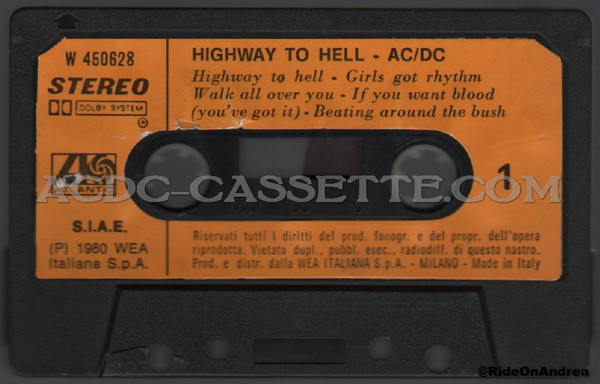 W 450628
STEREO
DOLBY SYSTEM
ATLANTIC
S.I.A.E.
(P) 1980 WEA
Italiana S.p.A.
HIGHWAY TO HELL - AC/DC
Highway to hell - Girls got rhythm
Walk all over you - If you want blood
(you've got it) - Beating around the bush
1
ACDC-CASSETTE.COM
Riservati tutti i diritti del prod. fonogr. e del propr. dell'opera
riprodotta. Vietata dupl., pubbl. esec., radiodiff. di questo nastro.
Prod. e distr. dalla WEA ITALIANA S.p.A. - MILANO - Made in Italy
@RideOnAndrea